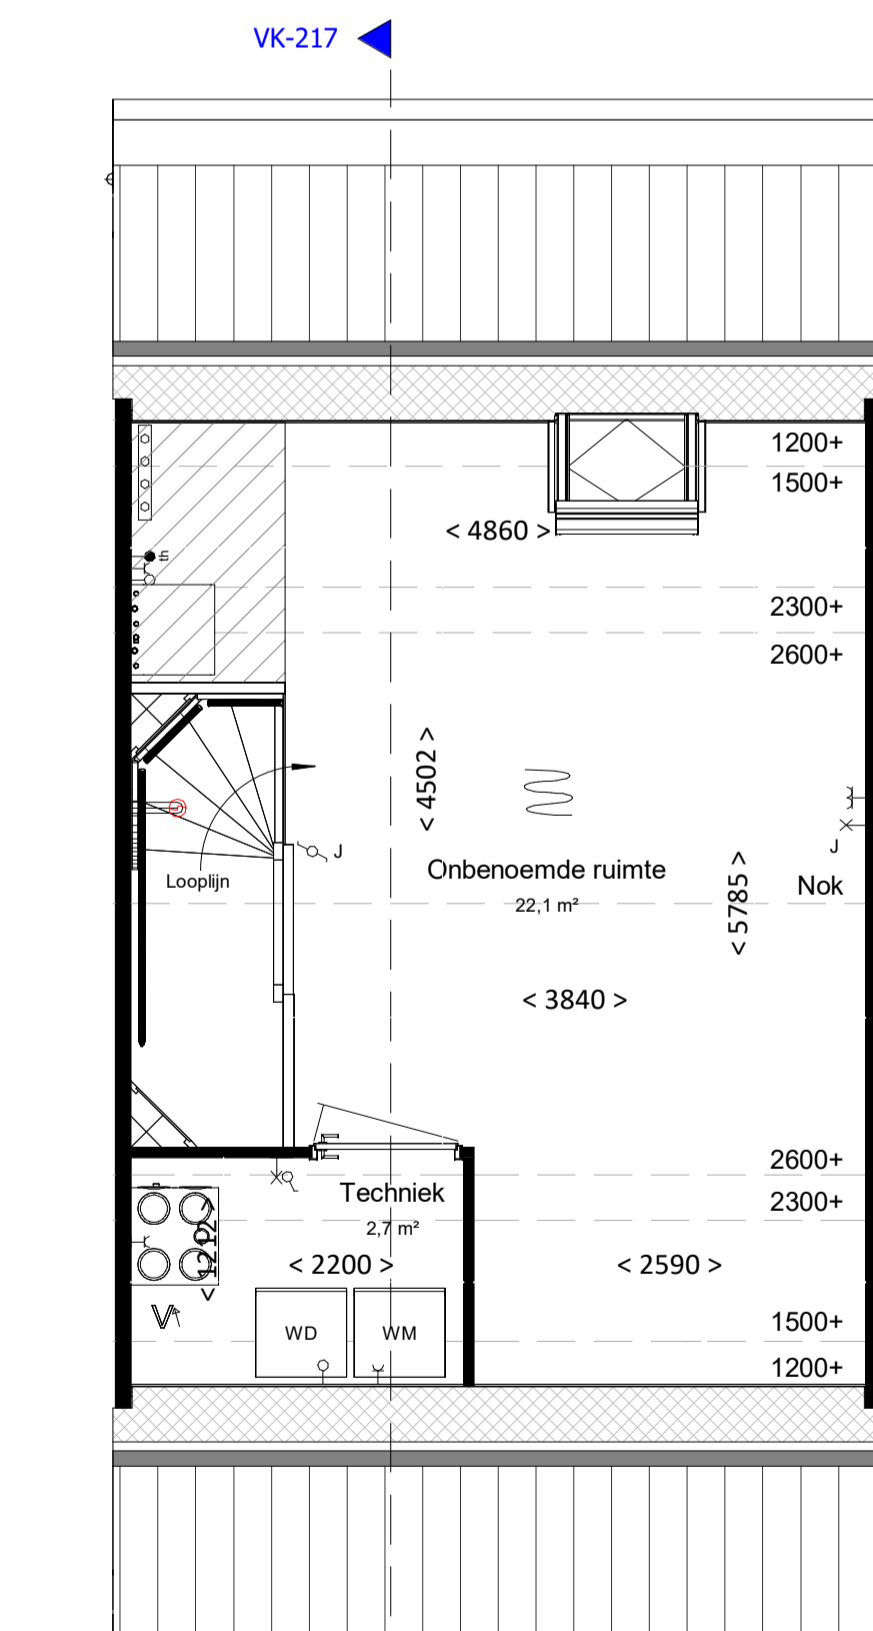 VK-217
1200+
1500+
< 4860 >
th
2300+
2600+
< 4502 >
J
J
Looplijn
Onbenoemde ruimte
22,1 m²
Nok
< 5785 >
< 3840 >
2600+
2300+
Techniek
2,7 m²
< 2200 >
< 2590 >
V
WD
WM
1500+
1200+